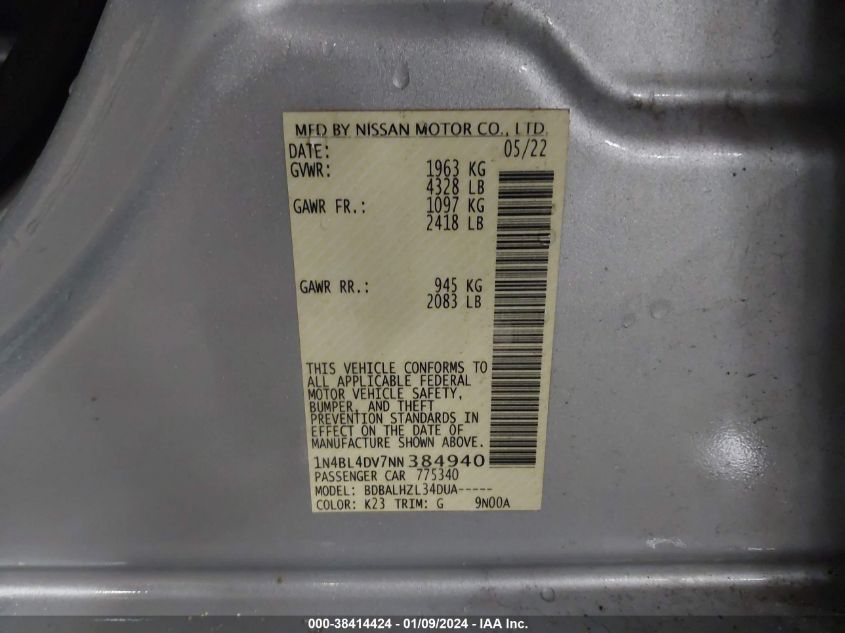 MFD BY NISSAN MOTOR CO., LTD.
DATE: 05/22
GVWR: 1963 KG
4328 LB
GAWR FR.: 1097 KG
2418 LB
GAWR RR.: 945 KG
2083 LB
THIS VEHICLE CONFORMS TO
ALL APPLICABLE FEDERAL
MOTOR VEHICLE SAFETY,
BUMPER, AND THEFT
PREVENTION STANDARDS IN
EFFECT ON THE DATE OF
MANUFACTURE SHOWN ABOVE.
1N4BL4DV7NN384940
PASSENGER CAR 775340
MODEL: BDBALHZL34DUA-----
COLOR: K23 TRIM: G 9N00A
000-38414424 - 01/09/2024 - IAA Inc.